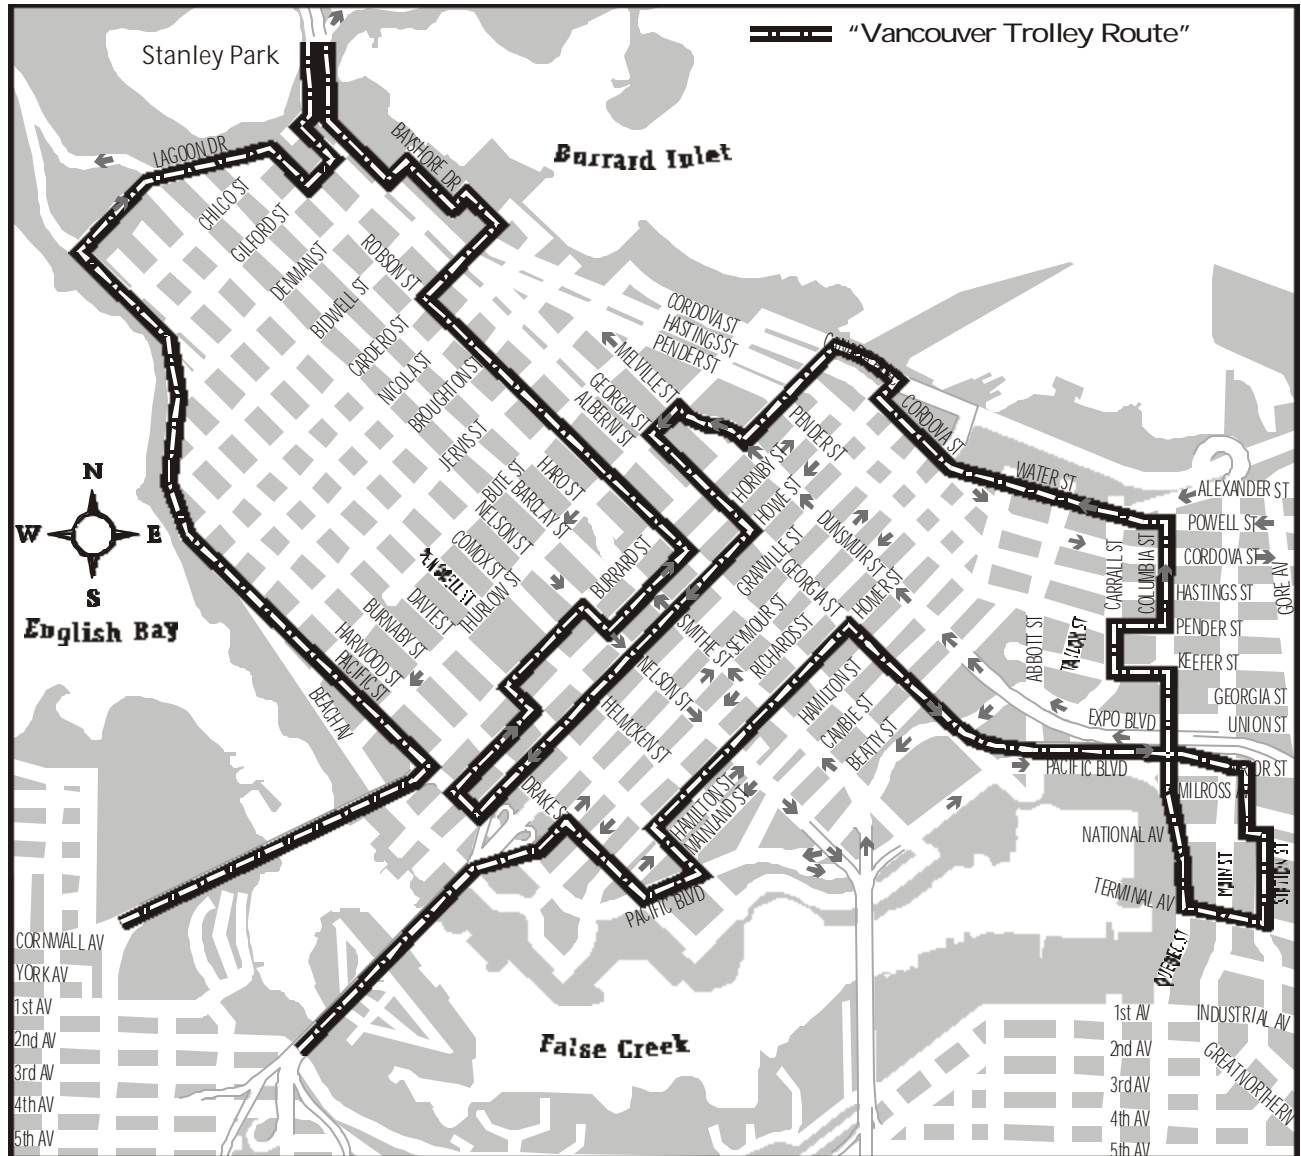 “Vancouver Trolley Route”
Stanley Park
LAGOON DR
BAYSHORE DR
Burrard Inlet
CHILCO ST
GILFORD ST
DENMAN ST
ROBSON ST
BIDWELL ST
CARDERO ST
NICOLA ST
BROUGHTON ST
CORDOVA ST
HASTINGS ST
PENDER ST
MELVILLE ST
GEORGIA ST
ALBERNI ST
CORDOVA ST
PENDER ST
WATER ST
ALEXANDER ST
POWELL ST
CORDOVA ST
HASTINGS ST
PENDER ST
KEEFER ST
GEORGIA ST
UNION ST
GORE AV
COLUMBIA ST
CARRALL ST
ABBOTT ST
JERVIS ST
HARO ST
BUTE ST
BARCLAY ST
NELSON ST
COMOX ST
THURLOW ST
DAVIE ST
BURNABY ST
HARWOOD ST
PACIFIC ST
BEACH AV
BURRARD ST
HORNBY ST
HOWE ST
GRANVILLE ST
DUNSMUIR ST
GEORGIA ST
HOMER ST
SEYMOUR ST
SMITHE ST
RICHARDS ST
NELSON ST
HELMCKEN ST
HAMILTON ST
CAMBIE ST
BEATTY ST
DRAKE ST
HAMILTON ST
MAINLAND ST
PACIFIC BLVD
EXPO BLVD
PACIFIC BLVD
MILROSS
NATIONAL AV
TERMINAL AV
MAIN ST
QUEBEC ST
N
W
E
S
English Bay
False Creek
CORNWALL AV
YORK AV
1st AV
2nd AV
3rd AV
4th AV
5th AV
1st AV
2nd AV
3rd AV
4th AV
5th AV
INDUSTRIAL AV
GREAT NORTHERN